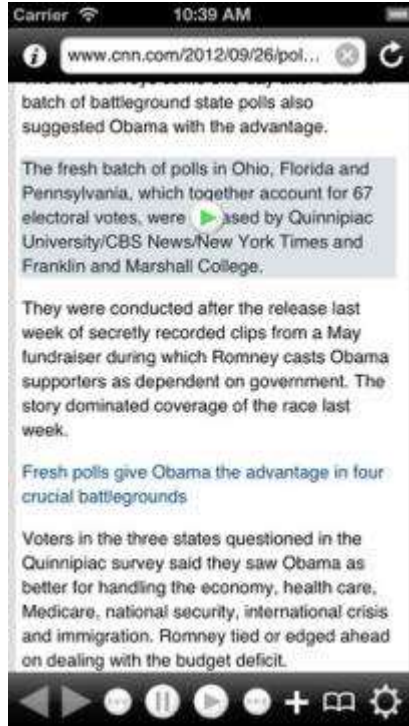 Carrier 10:39 AM
www.cnn.com/2012/09/26/pol...
batch of battleground state polls also
suggested Obama with the advantage.
The fresh batch of polls in Ohio, Florida and
Pennsylvania, which together account for 67
electoral votes, were ased by Quinnipiac
University/CBS News/New York Times and
Franklin and Marshall College.
They were conducted after the release last
week of secretly recorded clips from a May
fundraiser during which Romney casts Obama
supporters as dependent on government. The
story dominated coverage of the race last
week.
Fresh polls give Obama the advantage in four
crucial battlegrounds
Voters in the three states questioned in the
Quinnipiac survey said they saw Obama as
better for handling the economy, health care,
Medicare, national security, international crisis
and immigration. Romney tied or edged ahead
on dealing with the budget deficit.